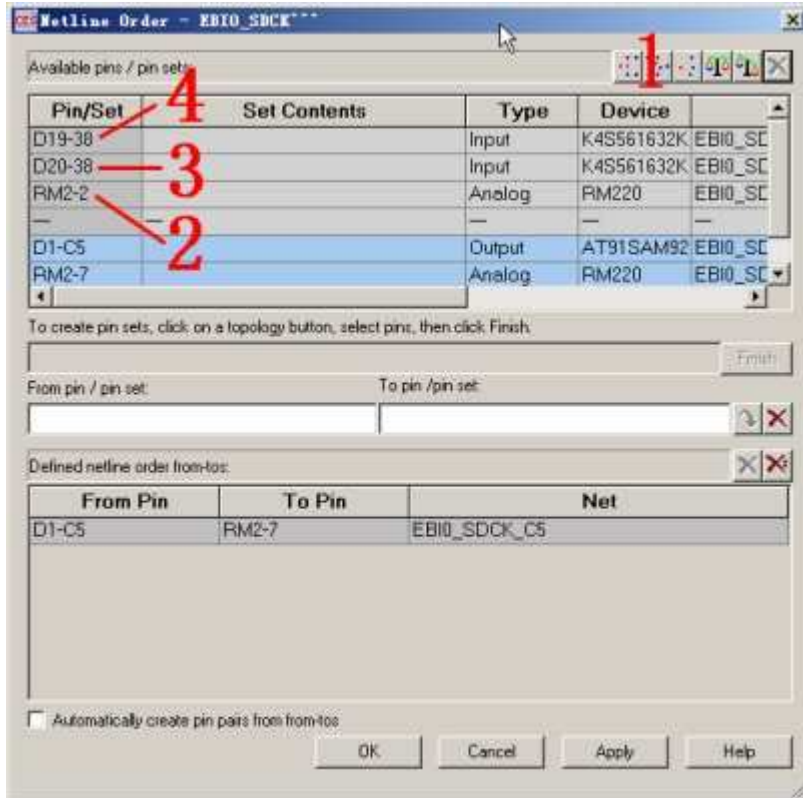 CES Netline Order - EBI0_SDCK^^^
1
Available pins / pin sets:
Pin/Set Set Contents Type Device
4
D19-38 Input K4S561632K EBI0_SD
D20-38 Input K4S561632K EBI0_SD
3
RM2-2 Analog RM220 EBI0_SD
— — — — —
2
D1-C5 Output AT91SAM92 EBI0_SD
RM2-7 Analog RM220 EBI0_SD
To create pin sets, click on a topology button, select pins, then click Finish.
Finish
From pin / pin set: To pin /pin set:
Defined netline order from-tos:
From Pin To Pin Net
D1-C5 RM2-7 EBI0_SDCK_C5
Automatically create pin pairs from from-tos
OK Cancel Apply Help